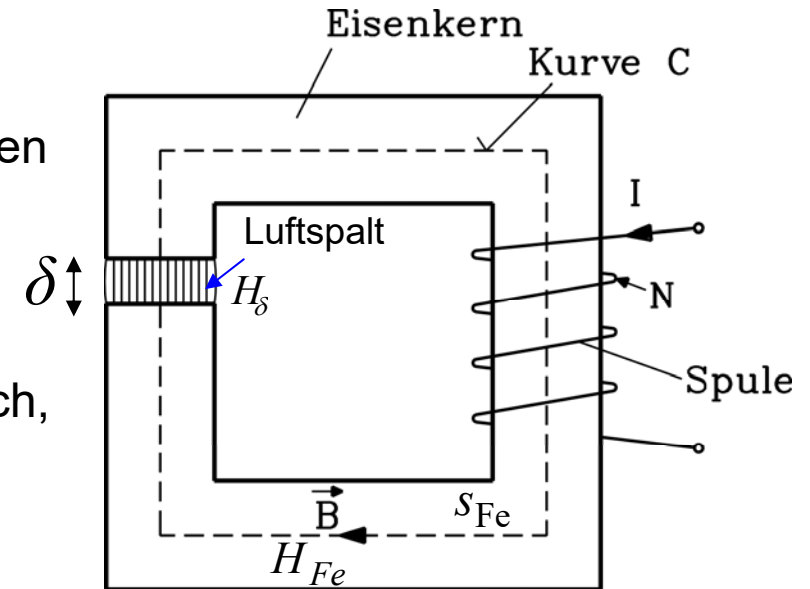 Eisenkern
Kurve C
en
I
Luftspalt
δ
H_δ
N
ch,
Spule
B⃗
s_Fe
H_Fe